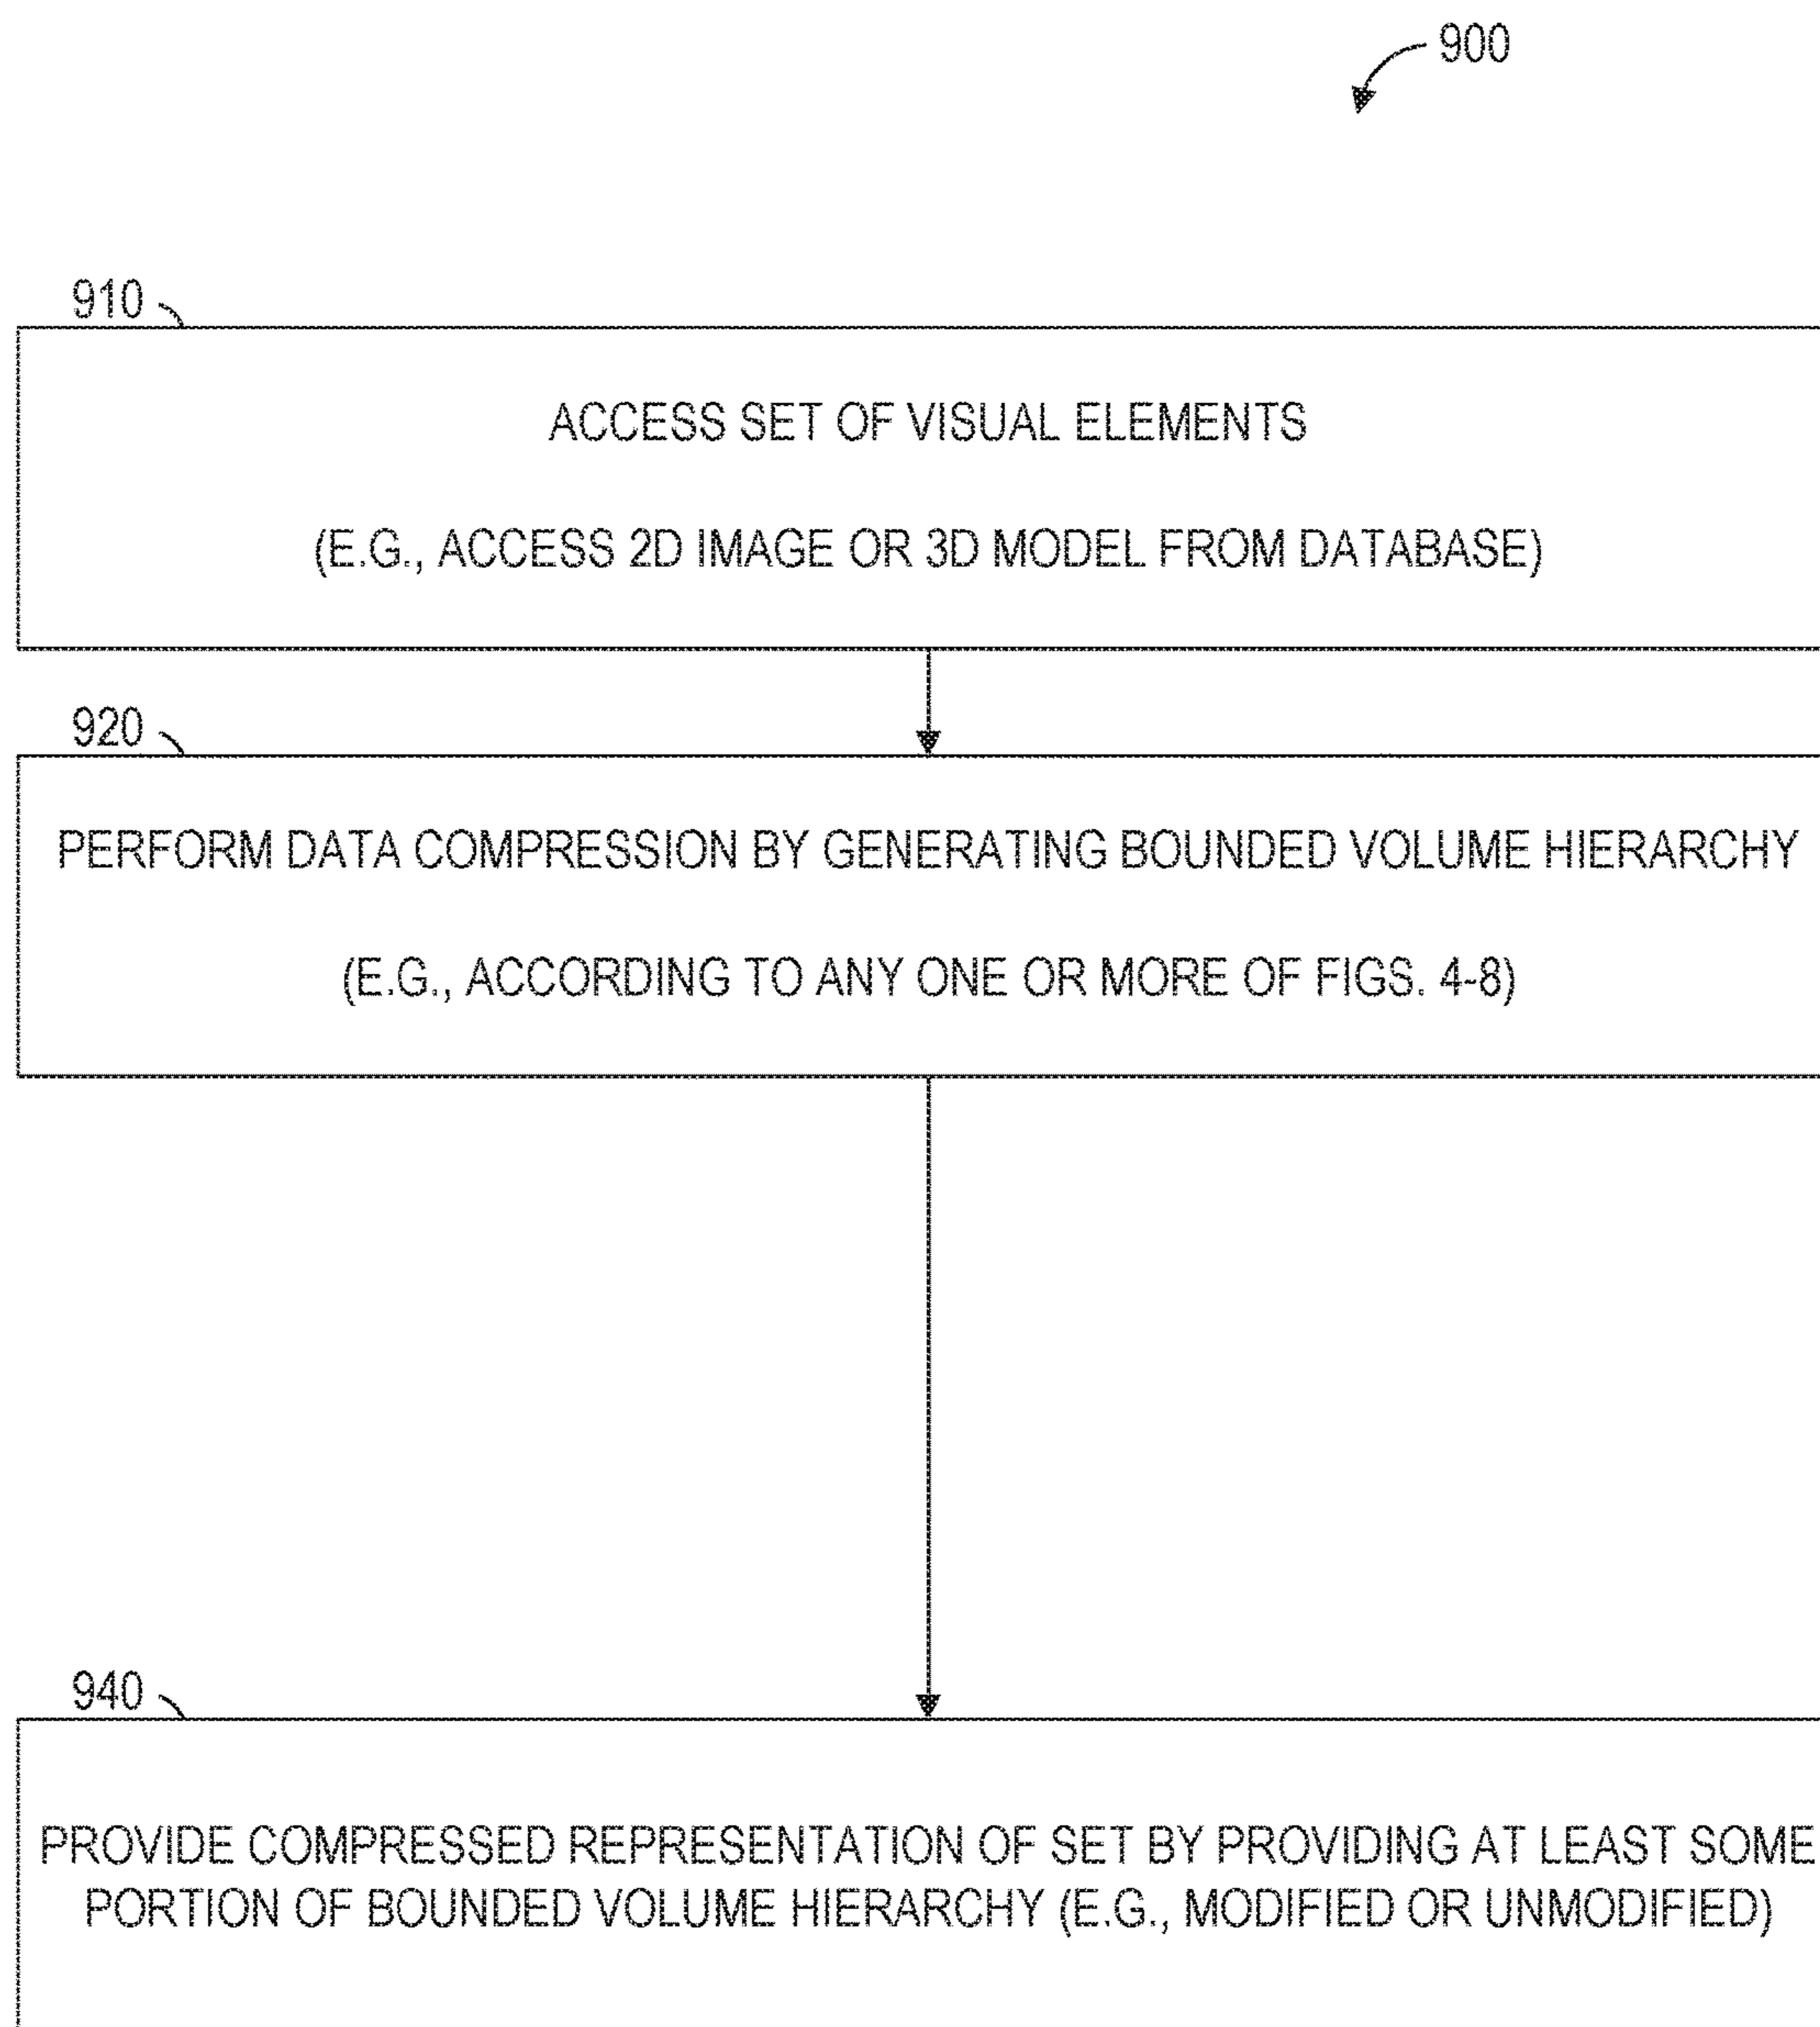 900
910
ACCESS SET OF VISUAL ELEMENTS
(E.G., ACCESS 2D IMAGE OR 3D MODEL FROM DATABASE)
920
PERFORM DATA COMPRESSION BY GENERATING BOUNDED VOLUME HIERARCHY
(E.G., ACCORDING TO ANY ONE OR MORE OF FIGS. 4-8)
940
PROVIDE COMPRESSED REPRESENTATION OF SET BY PROVIDING AT LEAST SOME
PORTION OF BOUNDED VOLUME HIERARCHY (E.G., MODIFIED OR UNMODIFIED)